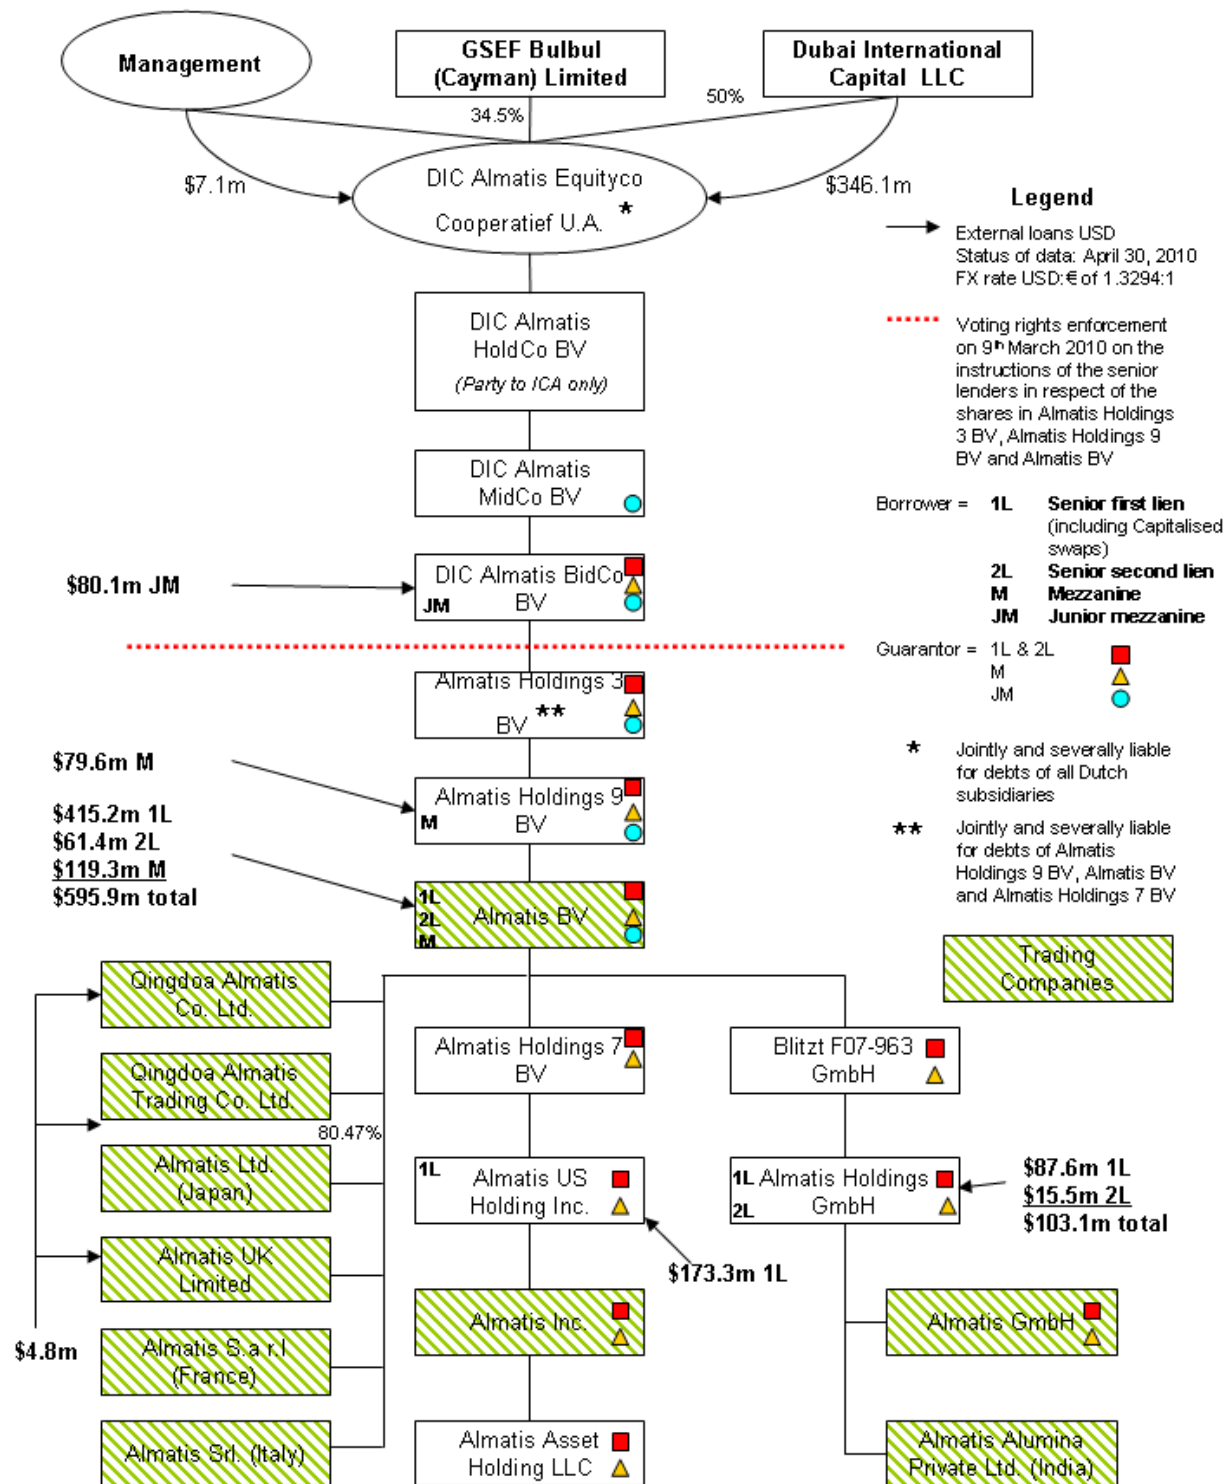 Management
GSEF Bulbul
(Cayman) Limited
Dubai International
Capital LLC
34.5%
50%
$7.1m
$346.1m
DIC Almatis Equityco
Cooperatief U.A. *
Legend
External loans USD
Status of data: April 30, 2010
FX rate USD:€ of 1.3294:1
Voting rights enforcement
on 9th March 2010 on the
instructions of the senior
lenders in respect of the
shares in Almatis Holdings
3 BV, Almatis Holdings 9
BV and Almatis BV
DIC Almatis
HoldCo BV
(Party to ICA only)
DIC Almatis
MidCo BV
Borrower = 1L Senior first lien
(including Capitalised
swaps)
2L Senior second lien
M Mezzanine
JM Junior mezzanine
$80.1m JM
DIC Almatis BidCo
BV
JM
Guarantor = 1L & 2L
M
JM
Almatis Holdings 3
BV **
* Jointly and severally liable
for debts of all Dutch
subsidiaries
** Jointly and severally liable
for debts of Almatis
Holdings 9 BV, Almatis BV
and Almatis Holdings 7 BV
$79.6m M
Almatis Holdings 9
BV
M
$415.2m 1L
$61.4m 2L
$119.3m M
$595.9m total
1L
2L
M
Almatis BV
Trading
Companies
Qingdoa Almatis
Co. Ltd.
Qingdoa Almatis
Trading Co. Ltd.
80.47%
Almatis Ltd.
(Japan)
Almatis UK
Limited
$4.8m
Almatis S.a r.l
(France)
Almatis Srl. (Italy)
Almatis Holdings 7
BV
1L
Almatis US
Holding Inc.
$173.3m 1L
Almatis Inc.
Almatis Asset
Holding LLC
Blitzt F07-963
GmbH
1L
2L
Almatis Holdings
GmbH
$87.6m 1L
$15.5m 2L
$103.1m total
Almatis GmbH
Almatis Alumina
Private Ltd. (India)